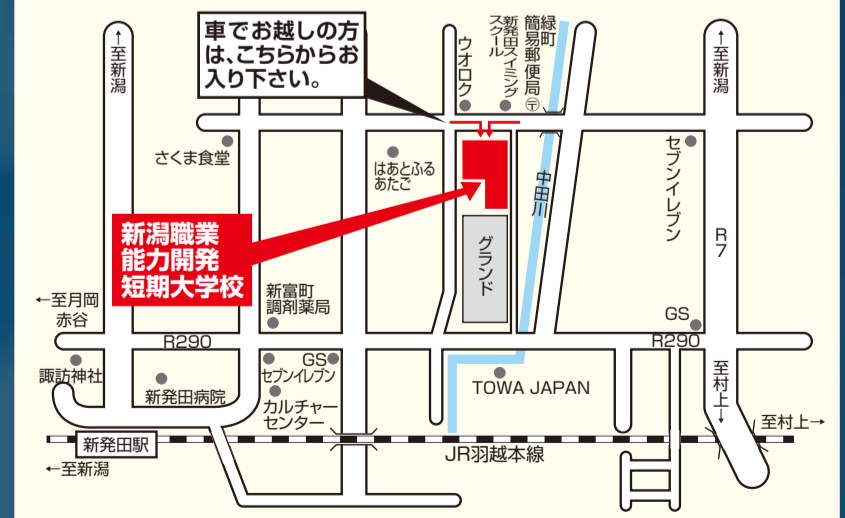 車でお越しの方
は、こちらからお
入り下さい。
↑至新潟
ウオロク
新発田スイミング
スクール
緑町
簡易郵便局〒
↑至新潟
さくま食堂
はあとふる
あたご
中田川
セブンイレブン
R7
新潟職業
能力開発
短期大学校
グランド
←至月岡
赤谷
新富町
調剤薬局
GS
R290
R290
諏訪神社
新発田病院
GS
セブンイレブン
カルチャー
センター
TOWA JAPAN
至村上→
至村上→
新発田駅
←至新潟
JR羽越本線